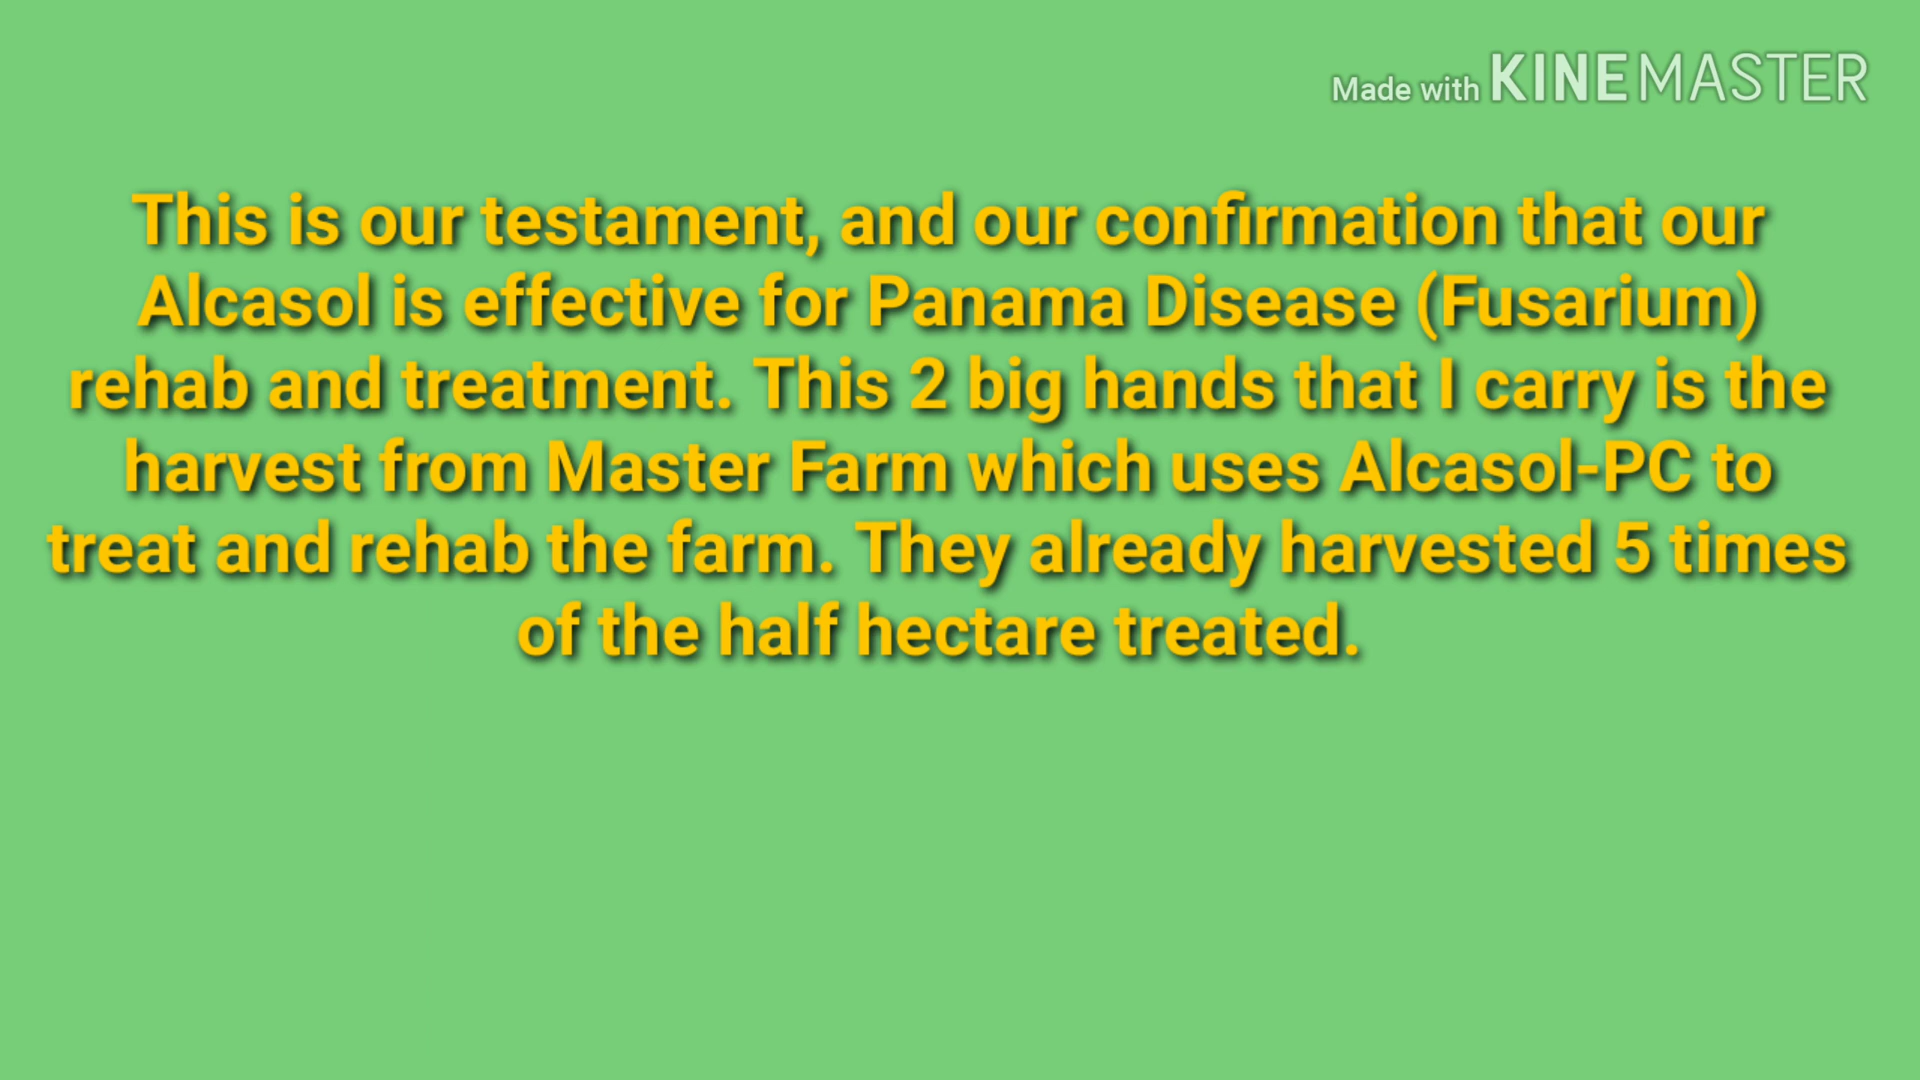 Made with KINEMASTER
This is our testament, and our confirmation that our
Alcasol is effective for Panama Disease (Fusarium)
rehab and treatment. This 2 big hands that I carry is the
harvest from Master Farm which uses Alcasol-PC to
treat and rehab the farm. They already harvested 5 times
of the half hectare treated.